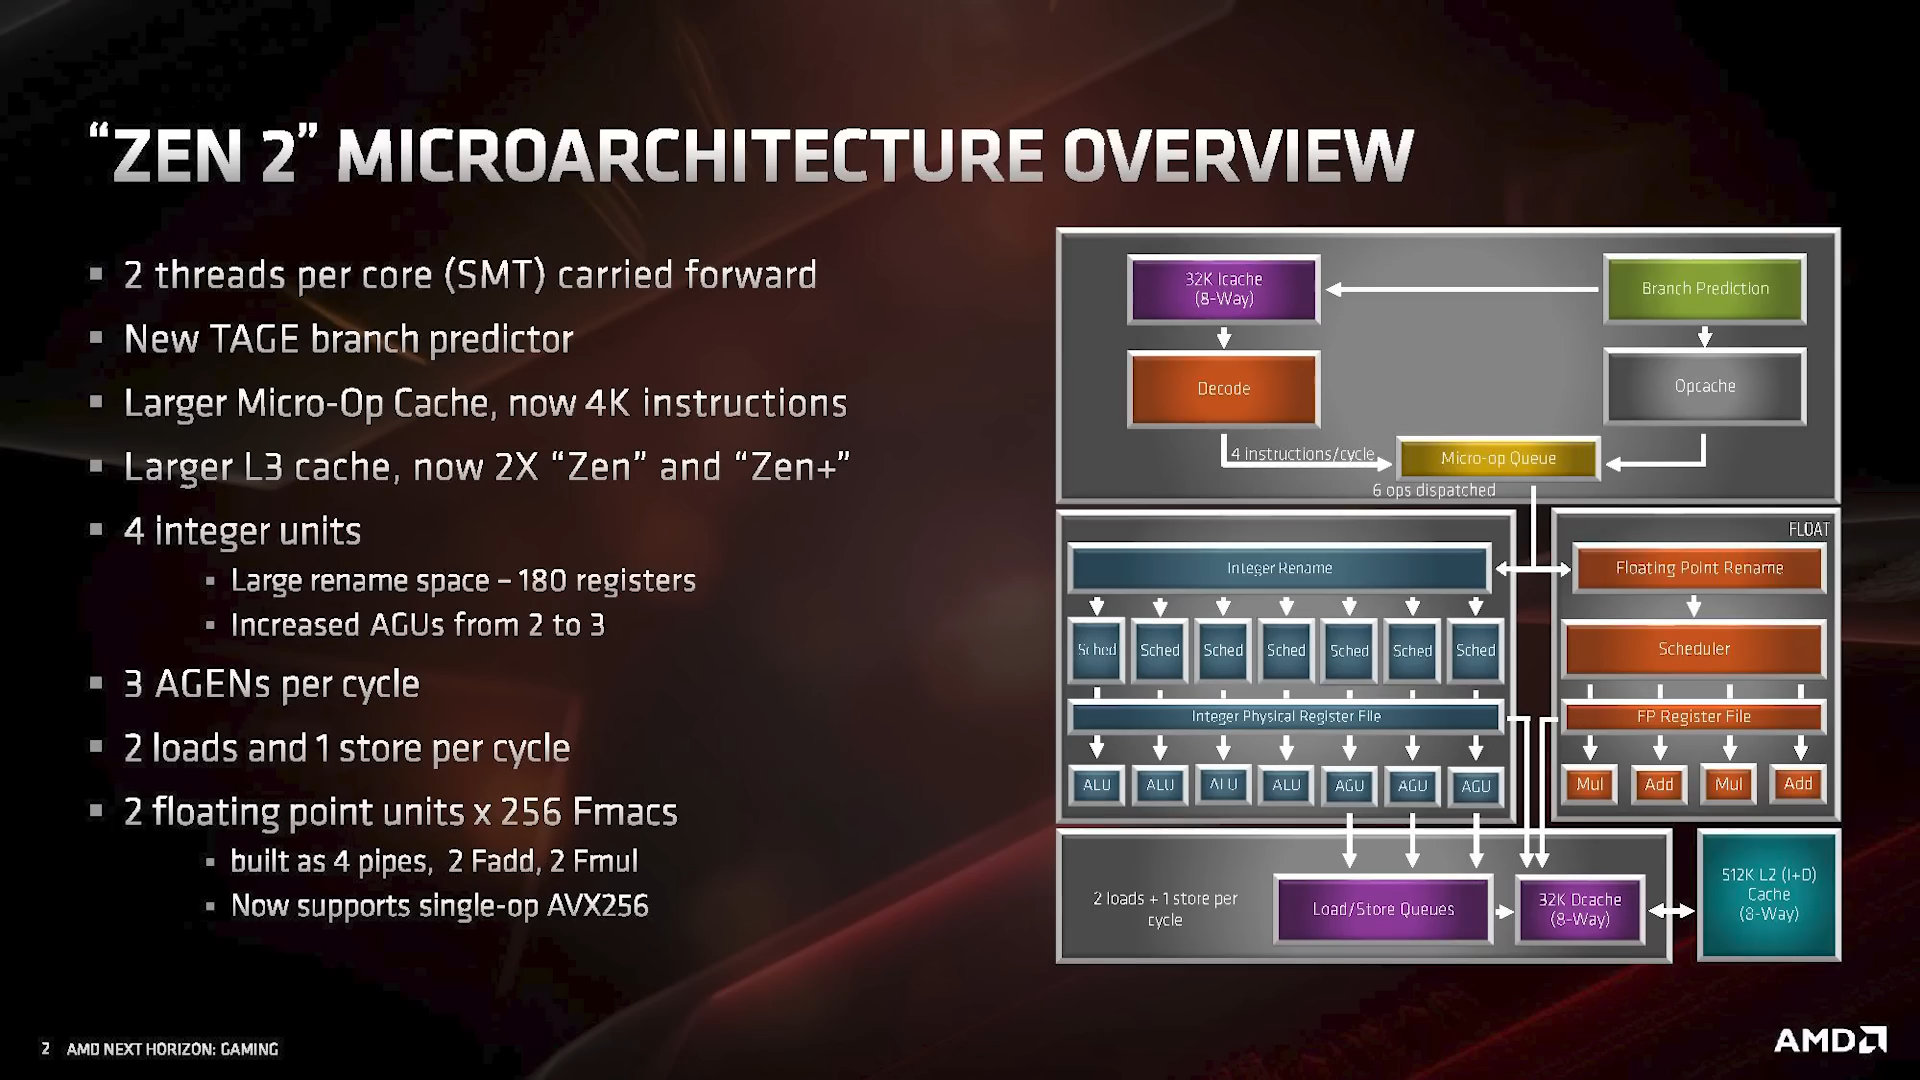 “ZEN 2” MICROARCHITECTURE OVERVIEW
2 threads per core (SMT) carried forward
New TAGE branch predictor
Larger Micro-Op Cache, now 4K instructions
Larger L3 cache, now 2X “Zen” and “Zen+”
4 integer units
Large rename space – 180 registers
Increased AGUs from 2 to 3
3 AGENs per cycle
2 loads and 1 store per cycle
2 floating point units x 256 Fmacs
built as 4 pipes, 2 Fadd, 2 Fmul
Now supports single-op AVX256
32K Icache
(8-Way)
Branch Prediction
Decode
Opcache
4 instructions/cycle
Micro-op Queue
6 ops dispatched
FLOAT
Integer Rename
Floating Point Rename
Sched Sched Sched Sched Sched Sched Sched
Scheduler
Integer Physical Register File
FP Register File
ALU ALU ALU ALU AGU AGU AGU
Mul Add Mul Add
2 loads + 1 store per
cycle
Load/Store Queues
32K Dcache
(8-Way)
512K L2 (I+D)
Cache
(8-Way)
2 AMD NEXT HORIZON: GAMING
AMD